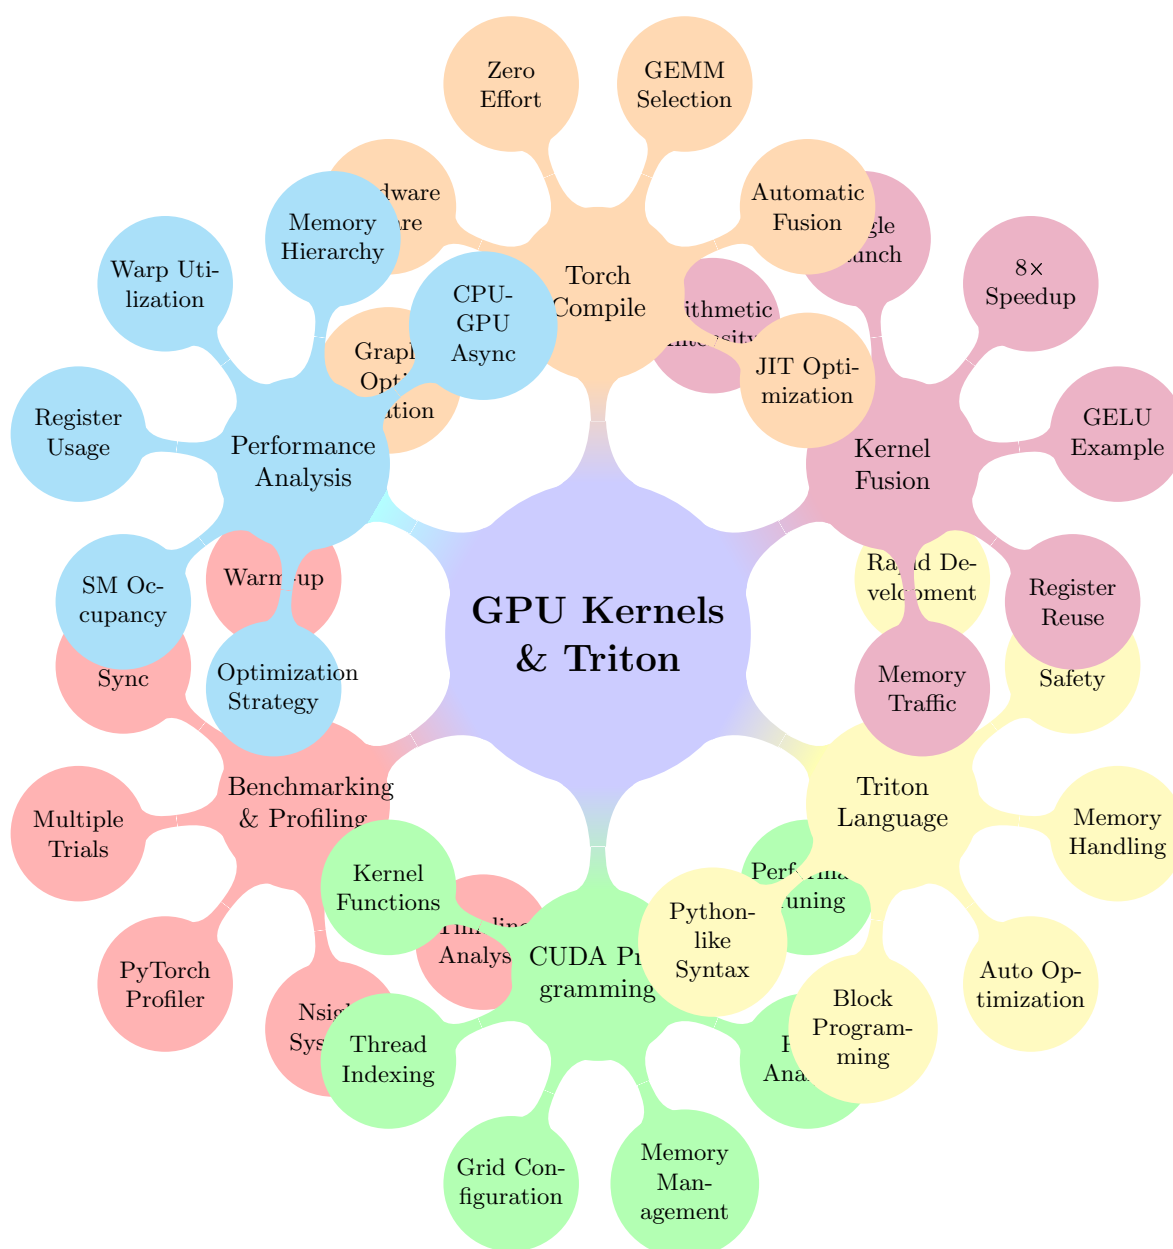 GPU Kernels
& Triton
Torch
Compile
Zero
Effort
GEMM
Selection
Automatic
Fusion
JIT Opti-
mization
Kernel
Fusion
8×
Speedup
GELU
Example
Register
Reuse
Memory
Traffic
Triton
Language
Safety
Memory
Handling
Auto Op-
timization
Block
Program-
ming
Python-
like
Syntax
gramming
CUDA
Memory
Man-
agement
Grid Con-
figuration
Thread
Indexing
Kernel
Functions
Benchmarking
& Profiling
Warm-up
Sync
Multiple
Trials
PyTorch
Profiler
Performance
Analysis
CPU-
GPU
Async
Memory
Hierarchy
Warp Uti-
lization
Register
Usage
SM Oc-
cupancy
Optimization
Strategy